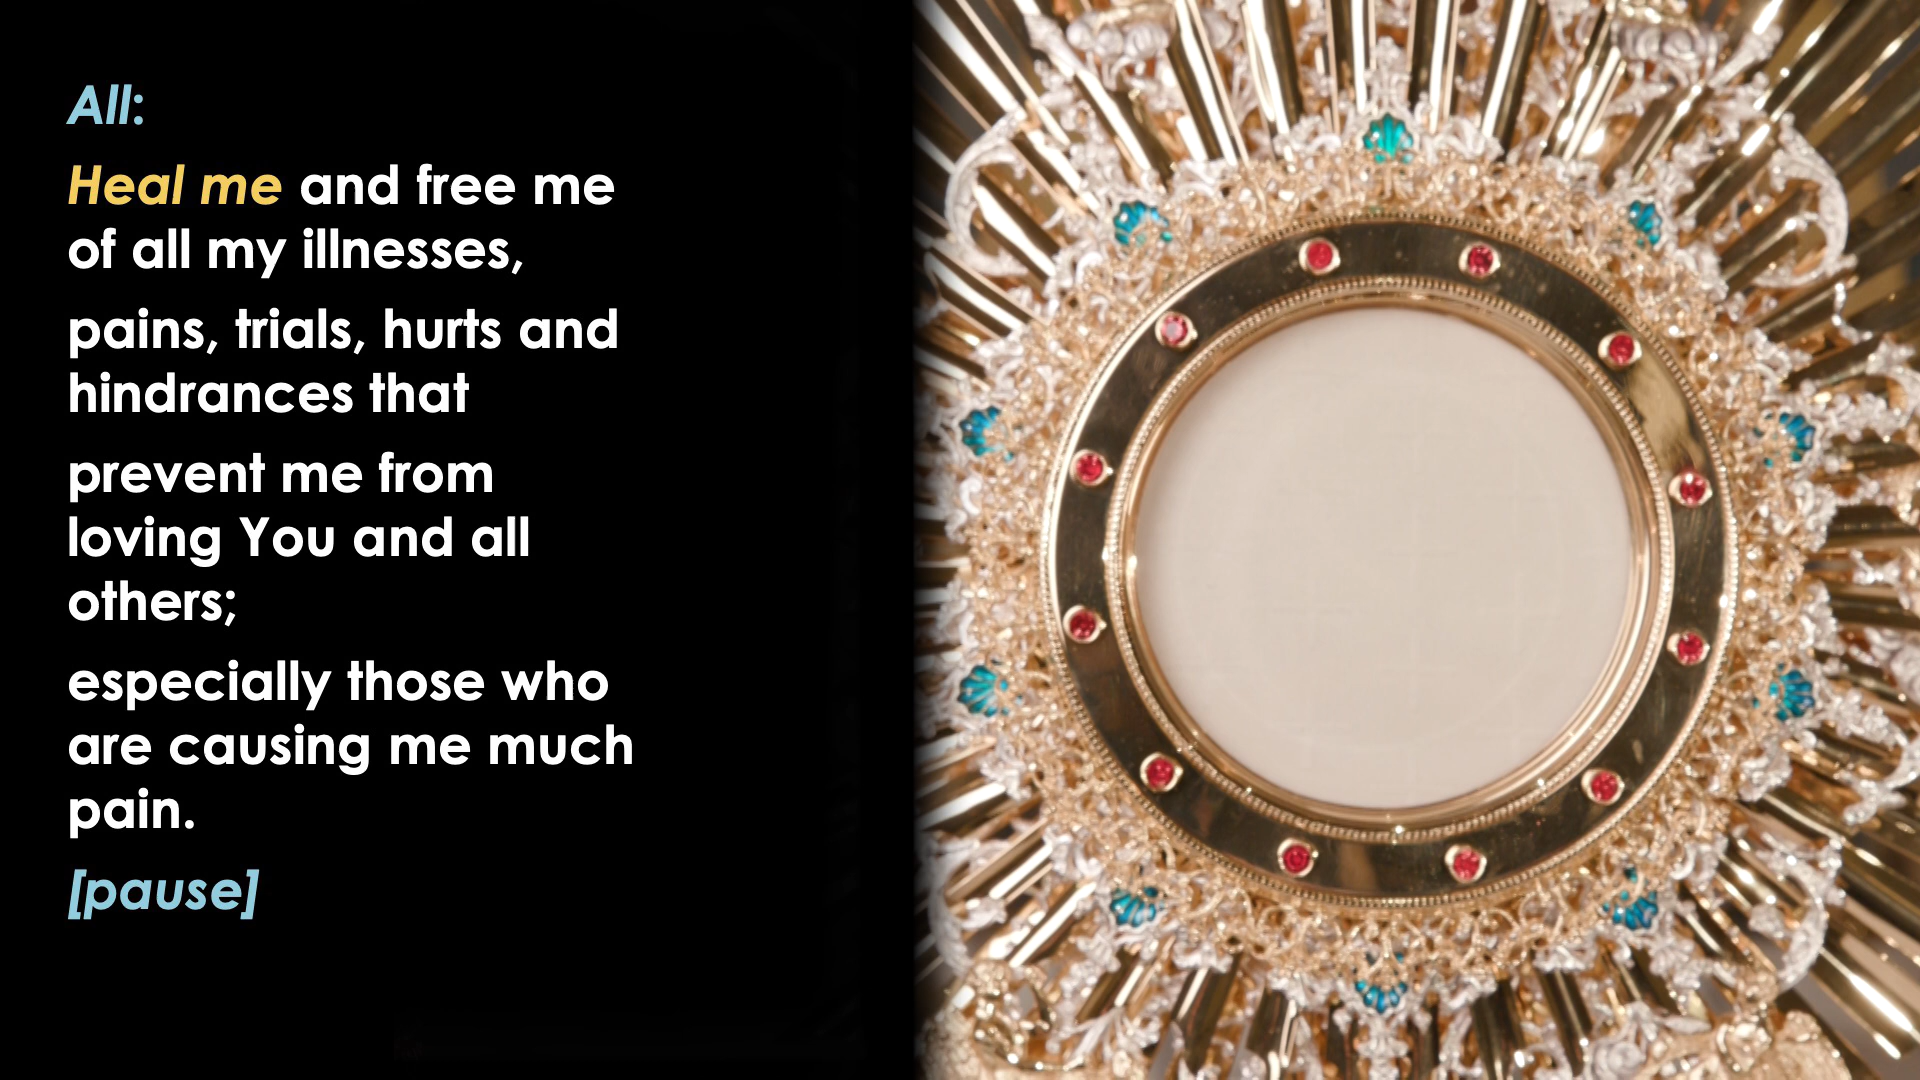 All:
Heal me and free me
of all my illnesses,
pains, trials, hurts and
hindrances that
prevent me from
loving You and all
others;
especially those who
are causing me much
pain.
[pause]